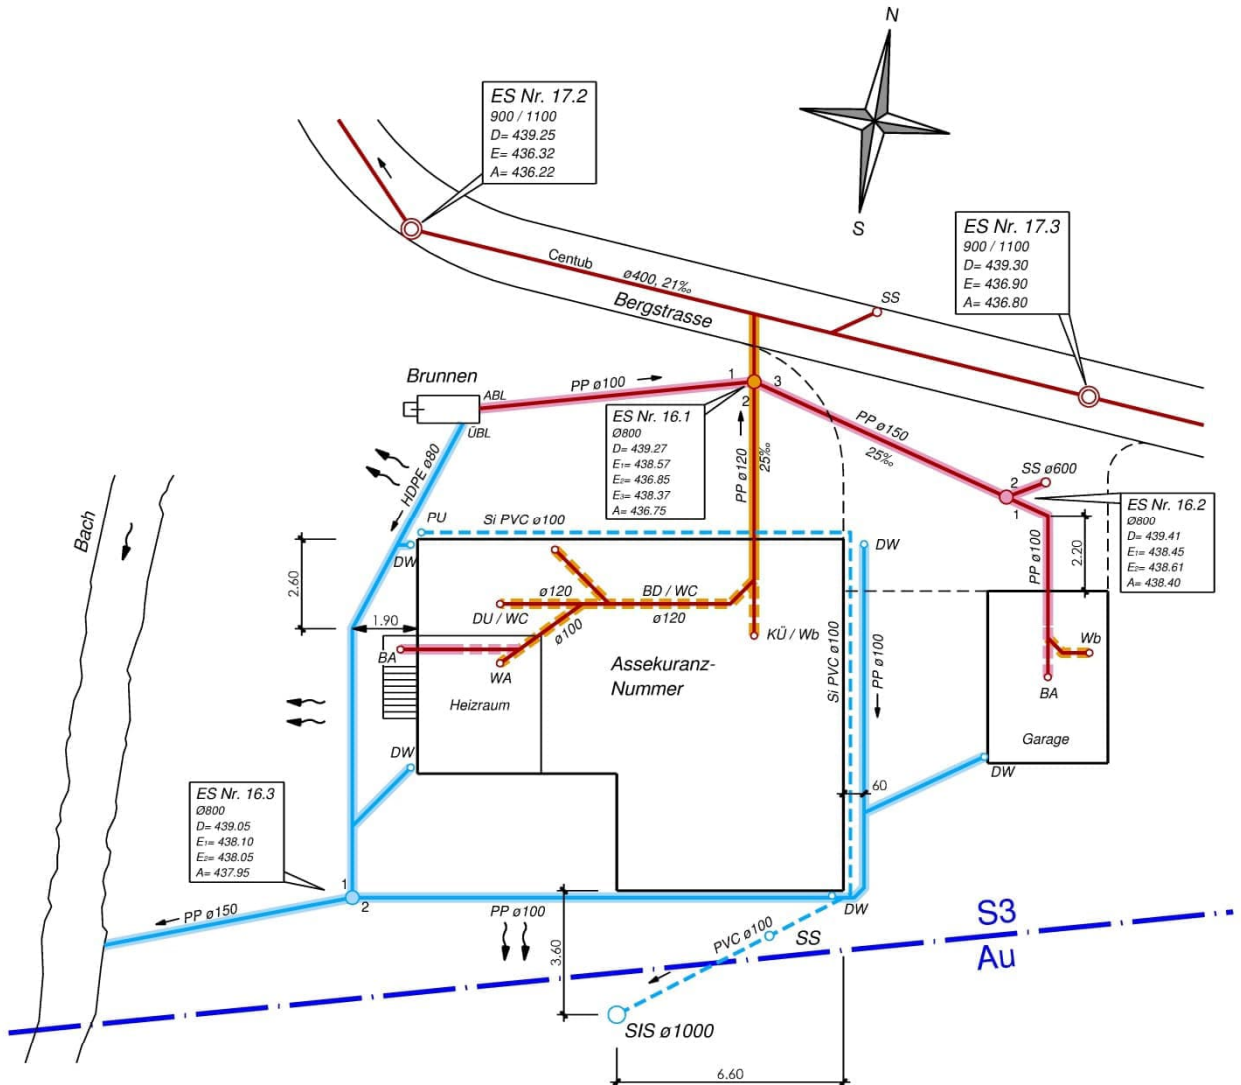 N
S
ES Nr. 17.2
900 / 1100
D= 439.25
E= 436.32
A= 436.22
ES Nr. 17.3
900 / 1100
D= 439.30
E= 436.90
A= 436.80
Centub
ø400, 21‰
Bergstrasse
SS
Brunnen
ABL
ÜBL
PP ø100
1
3
2
ES Nr. 16.1
Ø800
D= 439.27
E1= 438.57
E2= 436.85
E3= 438.37
A= 436.75
PP ø150
25‰
SS ø600
2
1
ES Nr. 16.2
Ø800
D= 439.41
E1= 438.45
E2= 438.61
A= 438.40
HDPE ø80
PP ø120
25‰
Bach
PU
Si PVC ø100
DW
DW
PP ø100
2.20
2.60
1.90
ø120
BD / WC
DU / WC
ø120
ø100
KÜ / Wb
BA
WA
Assekuranz-
Nummer
Heizraum
Si PVC ø100
PP ø100
Wb
BA
Garage
DW
DW
60
ES Nr. 16.3
Ø800
D= 439.05
E1= 438.10
E2= 438.05
A= 437.95
1
2
PP ø150
PP ø100
DW
3.60
PVC ø100
SS
S3
Au
SIS ø1000
6.60